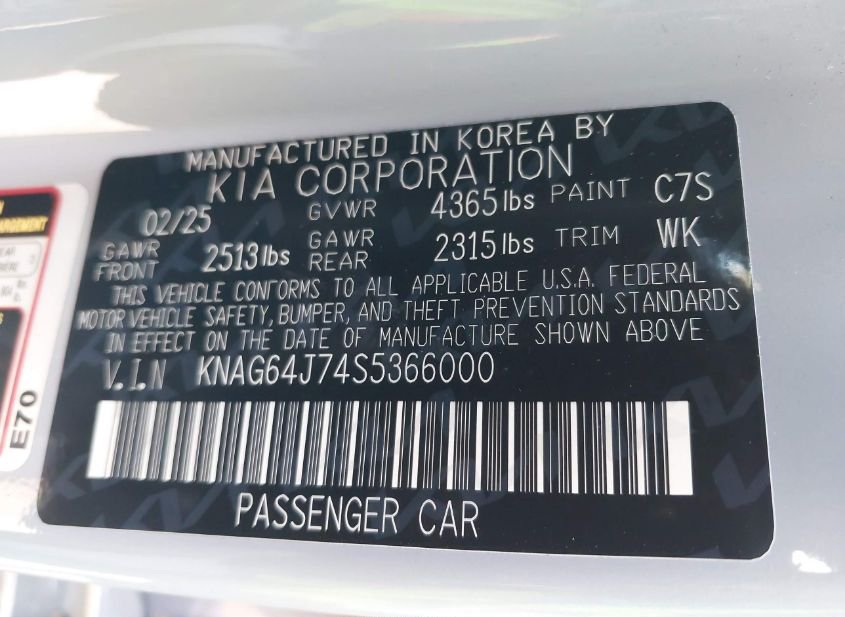 MANUFACTURED IN KOREA BY
KIA CORPORATION
02/25 GVWR 4365 lbs PAINT C7S
GAWR FRONT 2513 lbs GAWR REAR 2315 lbs TRIM WK
THIS VEHICLE CONFORMS TO ALL APPLICABLE U.S.A. FEDERAL
MOTOR VEHICLE SAFETY, BUMPER, AND THEFT PREVENTION STANDARDS
IN EFFECT ON THE DATE OF MANUFACTURE SHOWN ABOVE
V.I.N KNAG64J74S5366000
PASSENGER CAR
E70